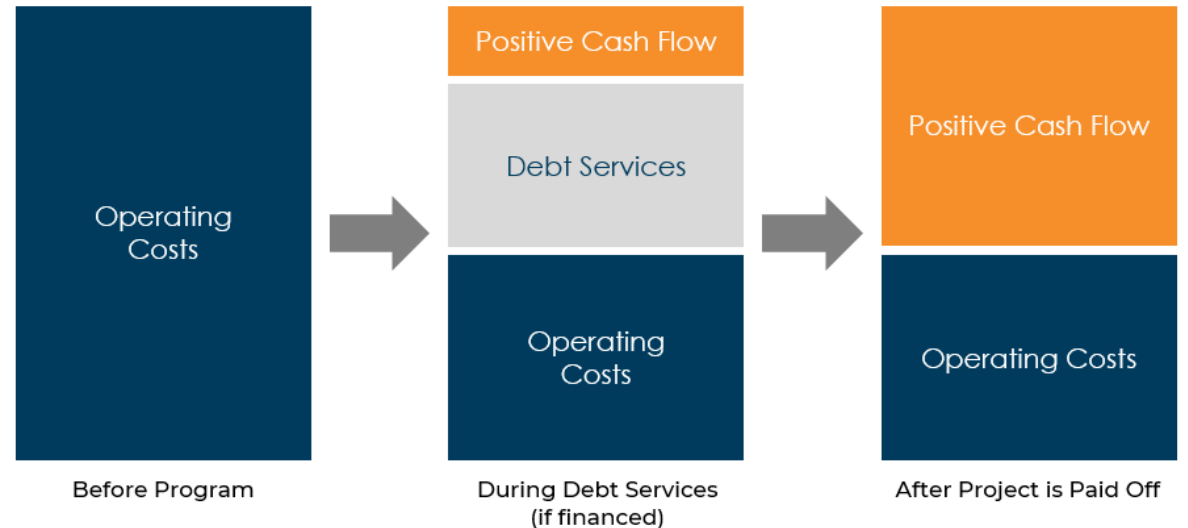 Operating
Costs
Before Program
Positive Cash Flow
Debt Services
Operating
Costs
During Debt Services
(if financed)
Positive Cash Flow
Operating Costs
After Project is Paid Off